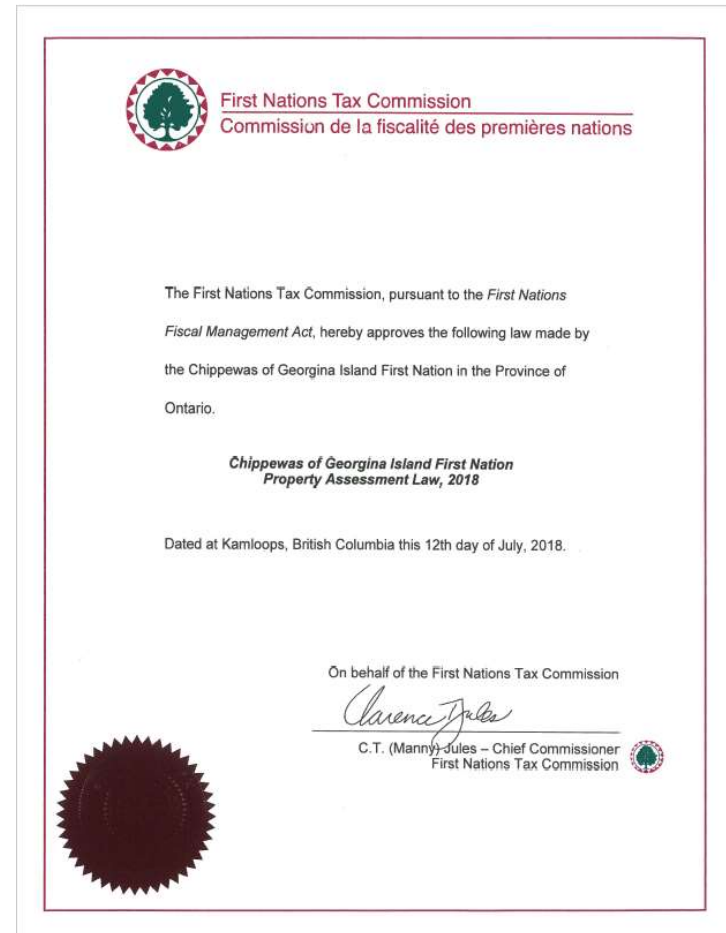 First Nations Tax Commission
Commission de la fiscalité des premières nations
The First Nations Tax Commission, pursuant to the First Nations
Fiscal Management Act, hereby approves the following law made by
the Chippewas of Georgina Island First Nation in the Province of
Ontario.
Chippewas of Georgina Island First Nation
Property Assessment Law, 2018
Dated at Kamloops, British Columbia this 12th day of July, 2018.
On behalf of the First Nations Tax Commission
Clarence Jules
C.T. (Manny) Jules – Chief Commissioner
First Nations Tax Commission